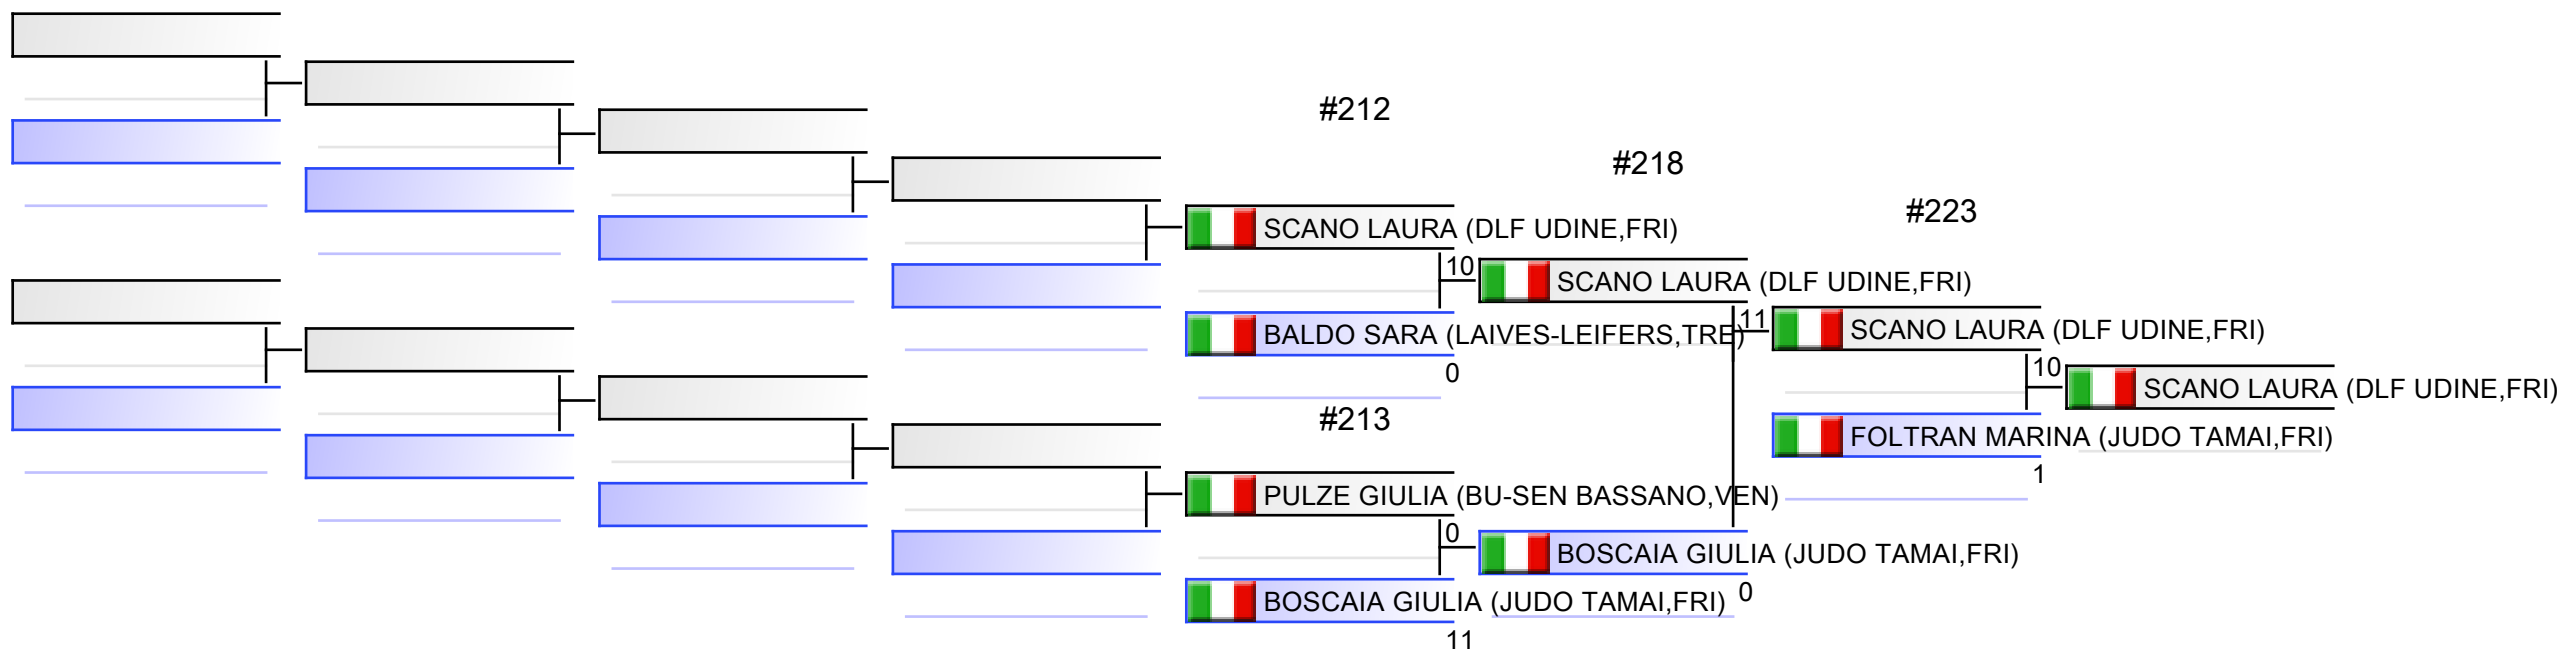 #212
#218
#223
SCANO LAURA (DLF UDINE,FRI)
10
SCANO LAURA (DLF UDINE,FRI)
BALDO SARA (LAIVES-LEIFERS,TRE)
11
SCANO LAURA (DLF UDINE,FRI)
0
10
SCANO LAURA (DLF UDINE,FRI)
#213
FOLTRAN MARINA (JUDO TAMAI,FRI)
1
PULZE GIULIA (BU-SEN BASSANO,VEN)
0
BOSCAIA GIULIA (JUDO TAMAI,FRI)
0
BOSCAIA GIULIA (JUDO TAMAI,FRI)
11